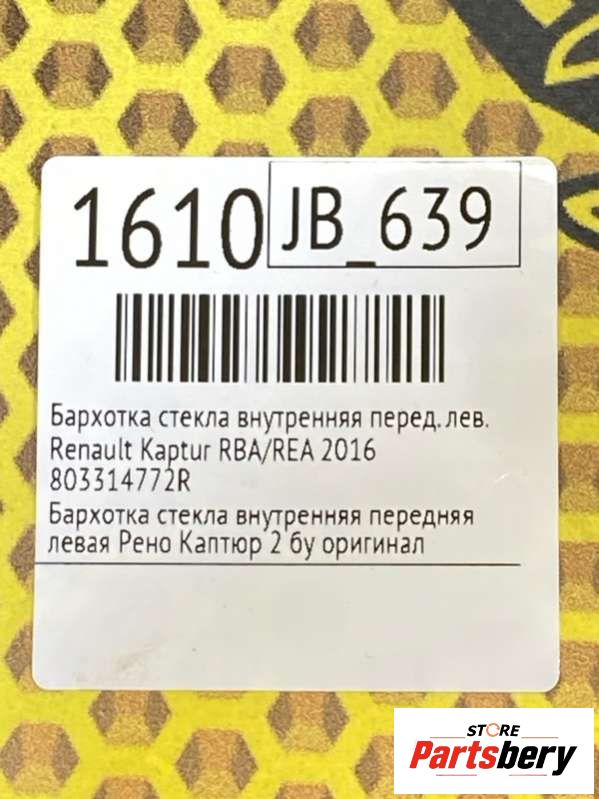 1610 JB_639
Бархотка стекла внутренняя перед. лев.
Renault Kaptur RBA/REA 2016
803314772R
Бархотка стекла внутренняя передняя
левая Рено Каптюр 2 бу оригинал
STORE
Partsbery